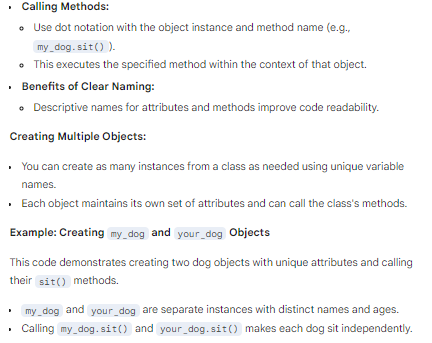 • Calling Methods:
◦ Use dot notation with the object instance and method name (e.g.,
my_dog.sit() ).
◦ This executes the specified method within the context of that object.
• Benefits of Clear Naming:
◦ Descriptive names for attributes and methods improve code readability.
Creating Multiple Objects:
• You can create as many instances from a class as needed using unique variable
names.
• Each object maintains its own set of attributes and can call the class's methods.
Example: Creating my_dog and your_dog Objects
This code demonstrates creating two dog objects with unique attributes and calling
their sit() methods.
• my_dog and your_dog are separate instances with distinct names and ages.
• Calling my_dog.sit() and your_dog.sit() makes each dog sit independently.